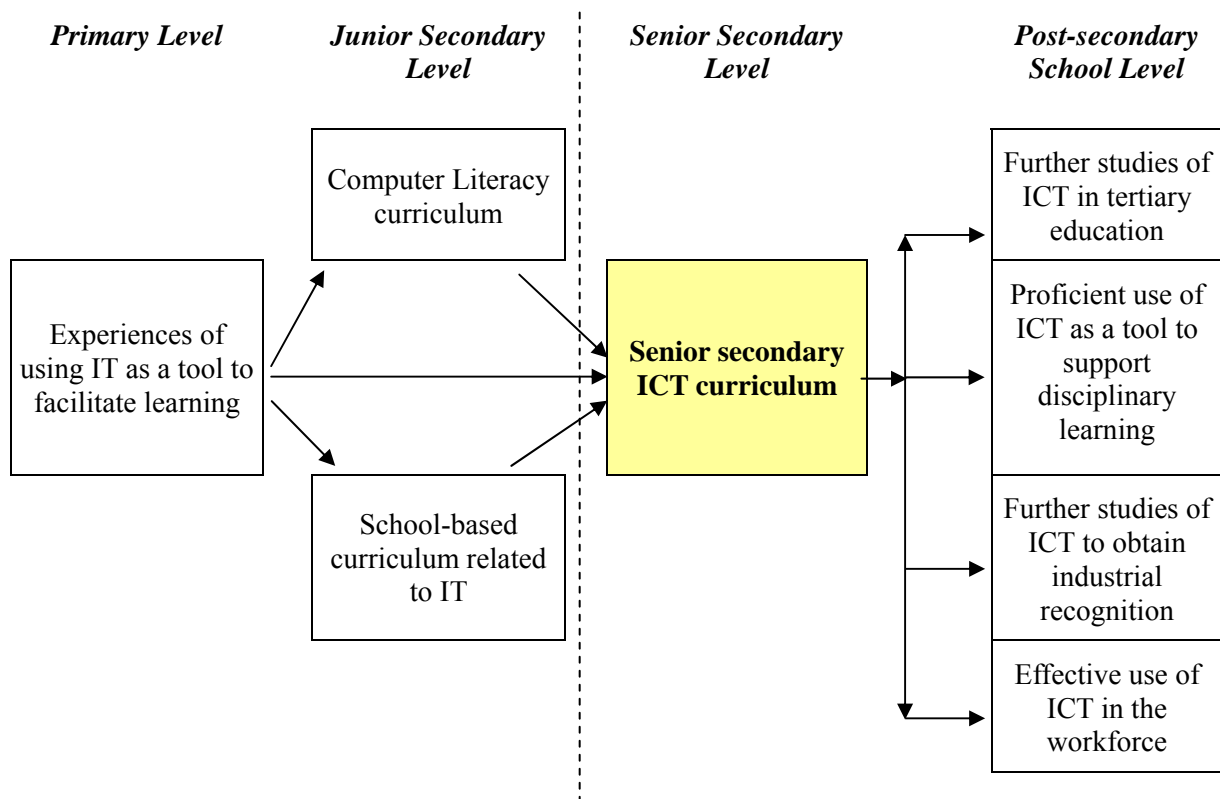 Primary Level
Junior Secondary
Level
Senior Secondary
Level
Post-secondary
School Level
Experiences of
using IT as a tool to
facilitate learning
Computer Literacy
curriculum
School-based
curriculum related
to IT
Senior secondary
ICT curriculum
Further studies of
ICT in tertiary
education
Proficient use of
ICT as a tool to
support
disciplinary
learning
Further studies of
ICT to obtain
industrial
recognition
Effective use of
ICT in the
workforce